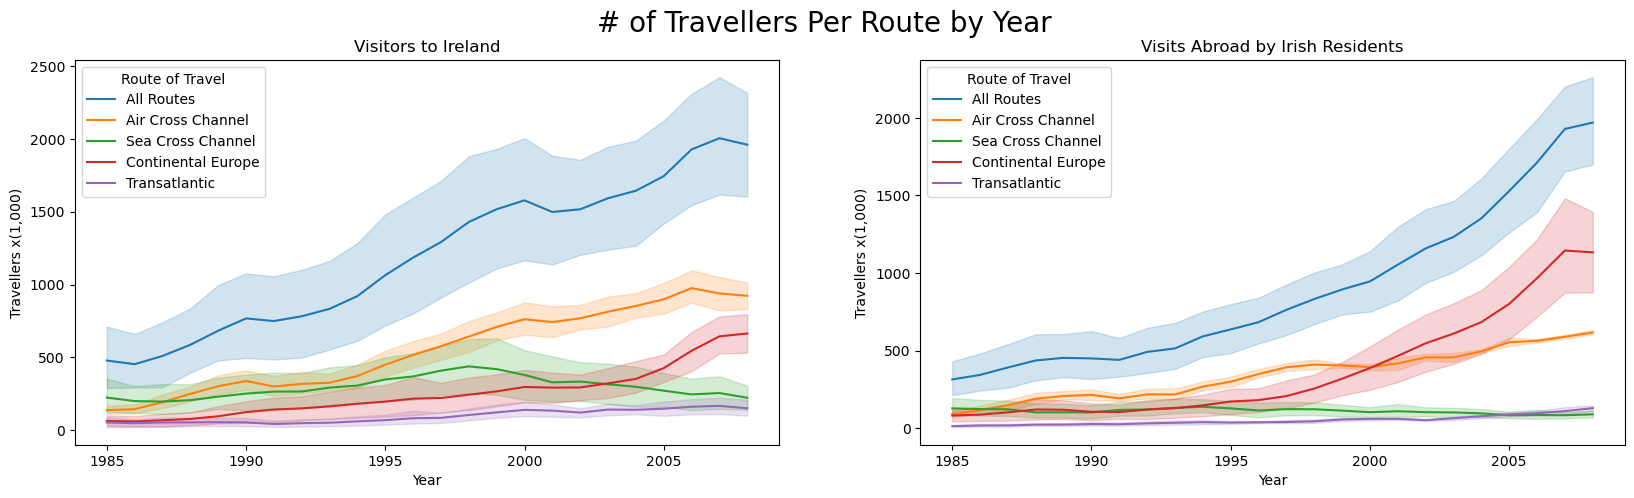 # of Travellers Per Route by Year
Visitors to Ireland
Travellers x(1,000)
2500
2000
1500
1000
500
0
Route of Travel
All Routes
Air Cross Channel
Sea Cross Channel
Continental Europe
Transatlantic
1985
1990
1995
2000
2005
Year
Visits Abroad by Irish Residents
Travellers x(1,000)
2000
1500
1000
500
0
Route of Travel
All Routes
Air Cross Channel
Sea Cross Channel
Continental Europe
Transatlantic
1985
1990
1995
2000
2005
Year